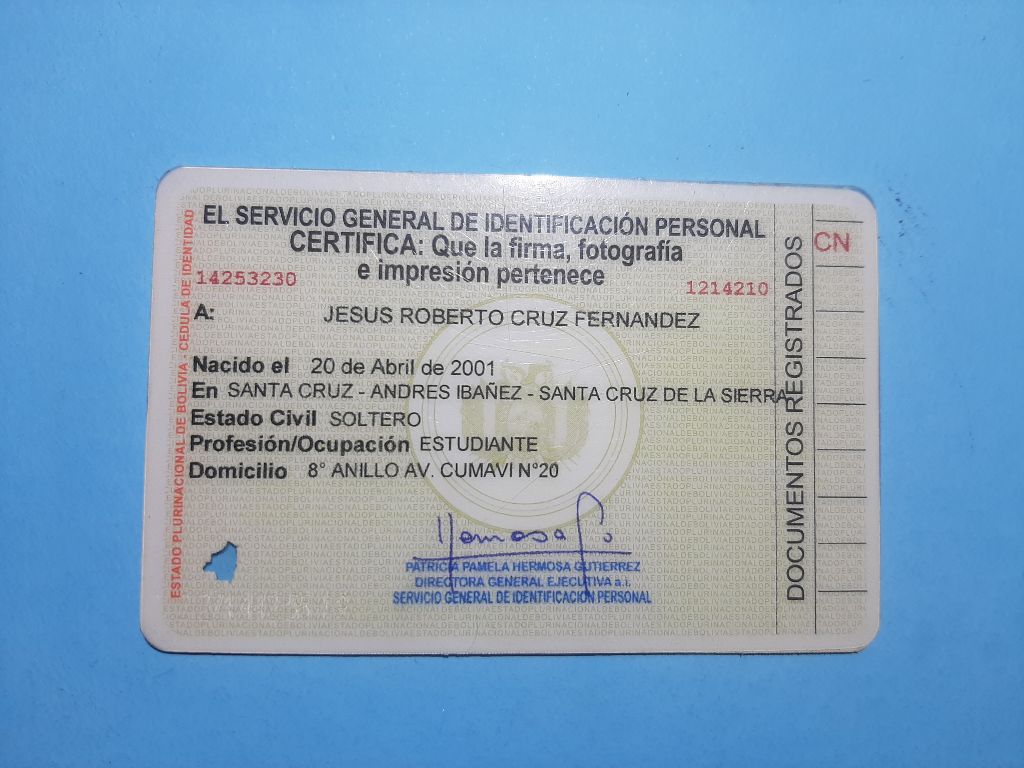 EL SERVICIO GENERAL DE IDENTIFICACIÓN PERSONAL
CERTIFICA: Que la firma, fotografía
e impresión pertenece
14253230
1214210
A: JESUS ROBERTO CRUZ FERNANDEZ
Nacido el 20 de Abril de 2001
En SANTA CRUZ - ANDRES IBAÑEZ - SANTA CRUZ DE LA SIERRA
Estado Civil SOLTERO
Profesión/Ocupación ESTUDIANTE
Domicilio 8° ANILLO AV. CUMAVI N°20
PATRICIA PAMELA HERMOSA GUTIERREZ
DIRECTORA GENERAL EJECUTIVA a.i.
SERVICIO GENERAL DE IDENTIFICACIÓN PERSONAL
ESTADO PLURINACIONAL DE BOLIVIA - CEDULA DE IDENTIDAD
DOCUMENTOS REGISTRADOS
CN